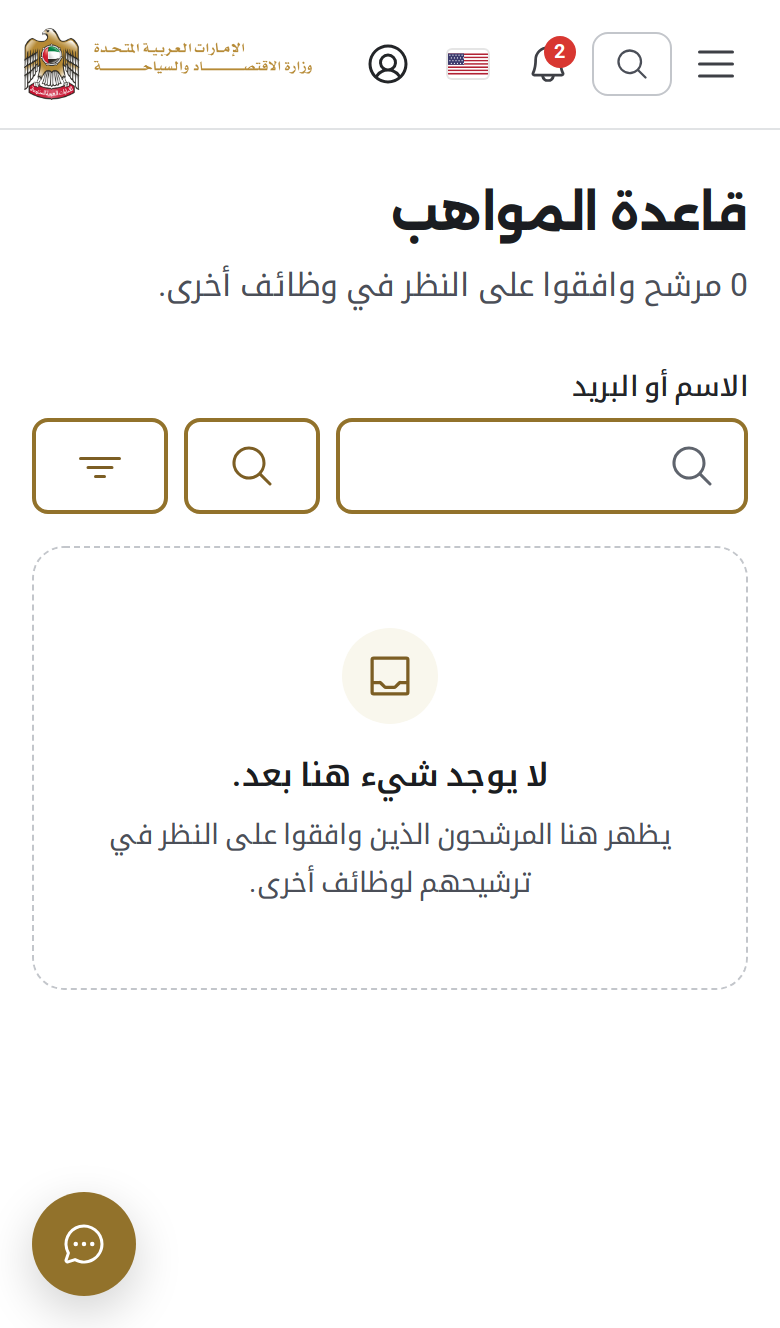 الإمارات العربية المتحدة
وزارة الاقتصاد والسياحة
2
قاعدة المواهب
0 مرشح وافقوا على النظر في وظائف أخرى.
الاسم أو البريد
لا يوجد شيء هنا بعد.
يظهر هنا المرشحون الذين وافقوا على النظر في
ترشيحهم لوظائف أخرى.